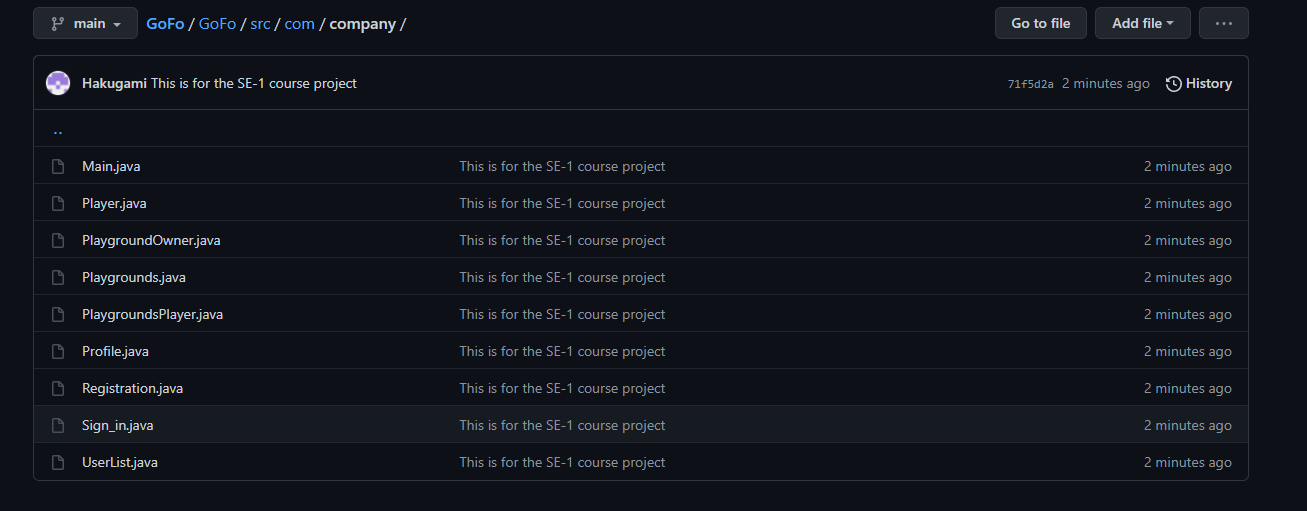 main GoFo / GoFo / src / com / company / Go to file Add file ...
Hakugami This is for the SE-1 course project 71f5d2a 2 minutes ago History
..
Main.java This is for the SE-1 course project 2 minutes ago
Player.java This is for the SE-1 course project 2 minutes ago
PlaygroundOwner.java This is for the SE-1 course project 2 minutes ago
Playgrounds.java This is for the SE-1 course project 2 minutes ago
PlaygroundsPlayer.java This is for the SE-1 course project 2 minutes ago
Profile.java This is for the SE-1 course project 2 minutes ago
Registration.java This is for the SE-1 course project 2 minutes ago
Sign_in.java This is for the SE-1 course project 2 minutes ago
UserList.java This is for the SE-1 course project 2 minutes ago